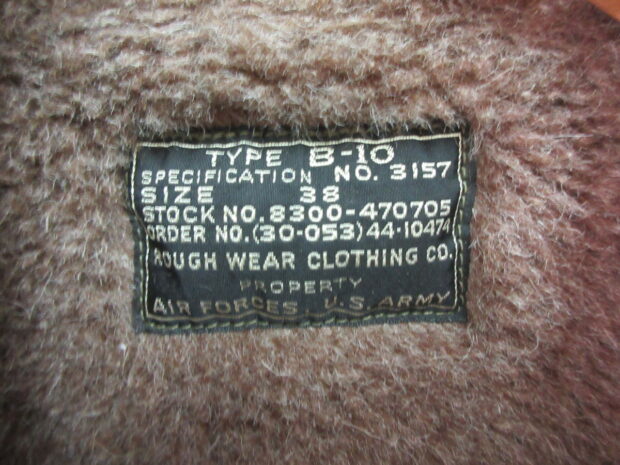 TYPE B-10
SPECIFICATION NO. 3157
SIZE 38
STOCK NO. 8300-470705
ORDER NO. (30-053) 44-10474
ROUGH WEAR CLOTHING CO.
PROPERTY
AIR FORCES, U.S. ARMY